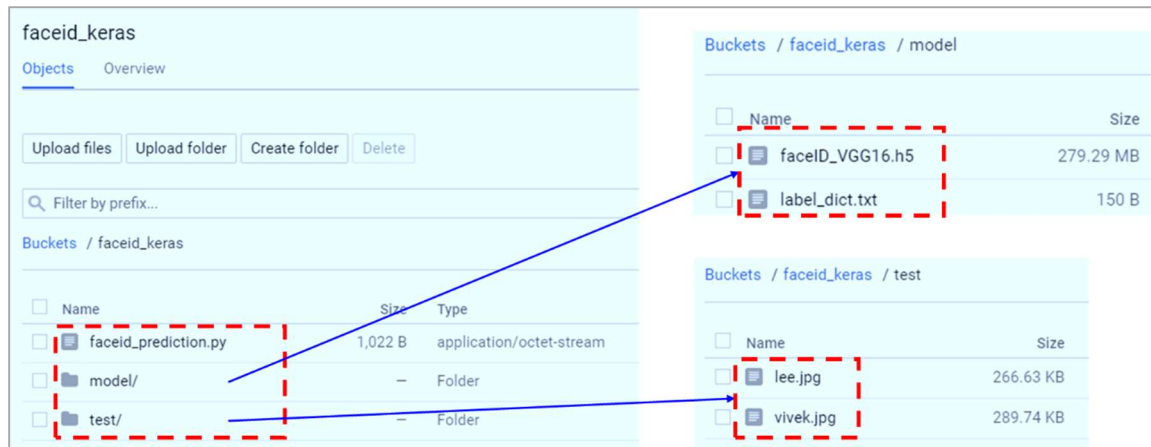 faceid_keras
Objects Overview
Upload files Upload folder Create folder Delete
Filter by prefix...
Buckets / faceid_keras
Name Size Type
faceid_prediction.py 1,022 B application/octet-stream
model/ – Folder
test/ – Folder
Buckets / faceid_keras / model
Name Size
faceID_VGG16.h5 279.29 MB
label_dict.txt 150 B
Buckets / faceid_keras / test
Name Size
lee.jpg 266.63 KB
vivek.jpg 289.74 KB